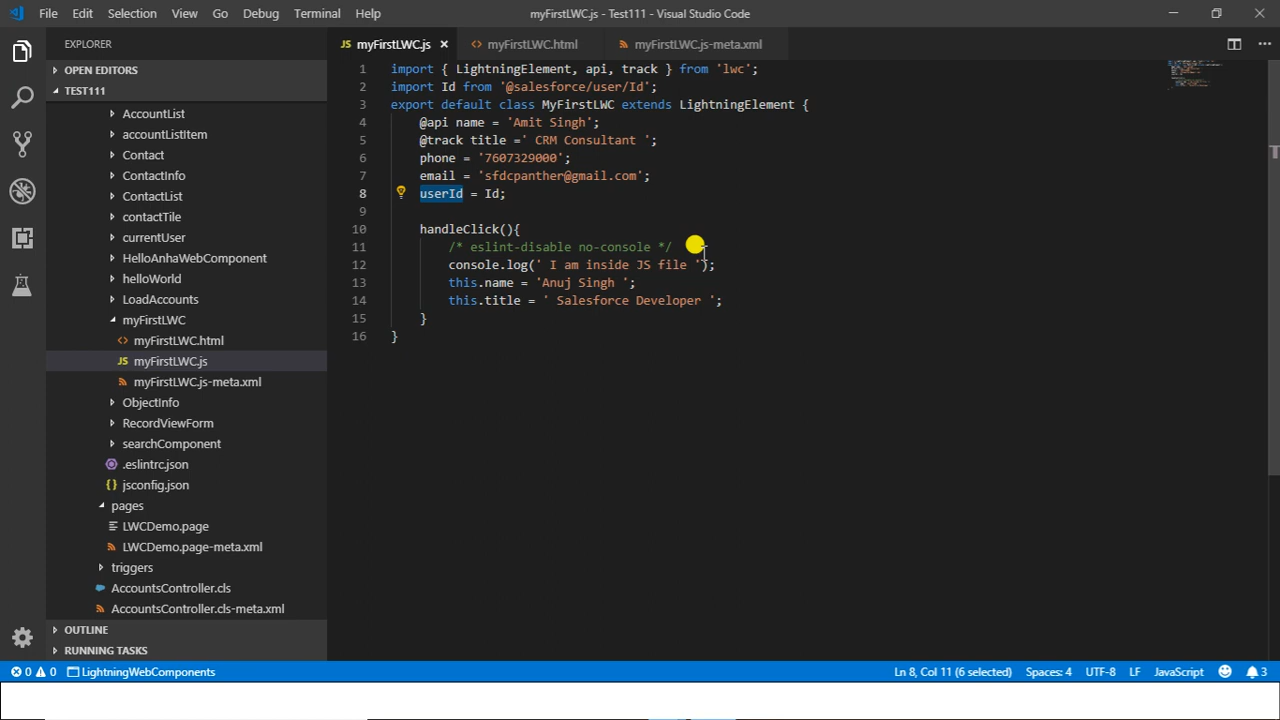 File Edit Selection View Go Debug Terminal Help
myFirstLWC.js - Test111 - Visual Studio Code
EXPLORER
OPEN EDITORS
TEST111
AccountList
accountListItem
Contact
ContactInfo
ContactList
contactTile
currentUser
HelloAnhaWebComponent
helloWorld
LoadAccounts
myFirstLWC
<> myFirstLWC.html
JS myFirstLWC.js
myFirstLWC.js-meta.xml
ObjectInfo
RecordViewForm
searchComponent
.eslintrc.json
{} jsconfig.json
pages
LWCDemo.page
LWCDemo.page-meta.xml
triggers
AccountsController.cls
AccountsController.cls-meta.xml
OUTLINE
RUNNING TASKS
JS myFirstLWC.js × <> myFirstLWC.html myFirstLWC.js-meta.xml
1 import { LightningElement, api, track } from 'lwc';
2 import Id from '@salesforce/user/Id';
3 export default class MyFirstLWC extends LightningElement {
4 @api name = 'Amit Singh';
5 @track title =' CRM Consultant ';
6 phone = '7607329000';
7 email = 'sfdcpanther@gmail.com';
8 userId = Id;
9
10 handleClick(){
11 /* eslint-disable no-console */
12 console.log(' I am inside JS file ');
13 this.name = 'Anuj Singh ';
14 this.title = ' Salesforce Developer ';
15 }
16 }
0 0 LightningWebComponents Ln 8, Col 11 (6 selected) Spaces: 4 UTF-8 LF JavaScript 3